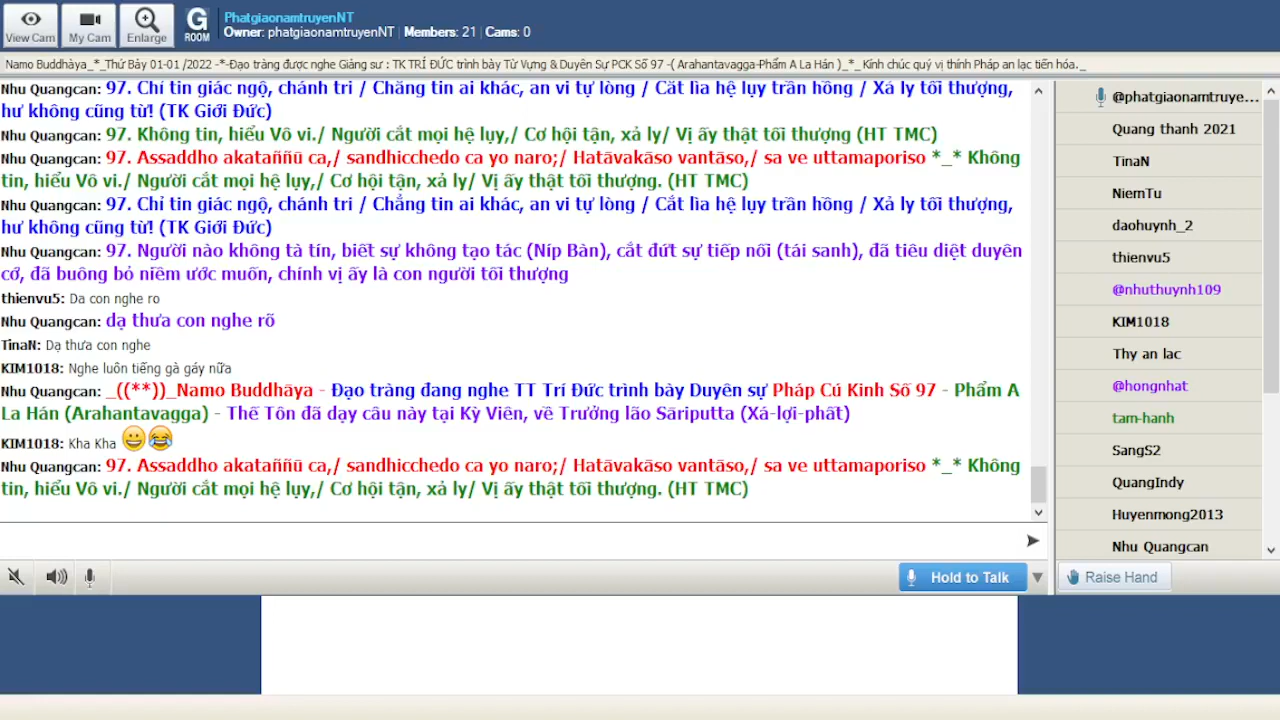 View Cam
My Cam
Enlarge
G
ROOM
PhatgiaonamtruyenNT
Owner: phatgiaonamtruyenNT | Members: 21 | Cams: 0
Namo Buddhàya_*_Thứ Bảy 01-01 /2022 -*-Đạo tràng được nghe Giảng sư : TK TRÍ ĐỨC trình bày Từ Vựng & Duyên Sự PCK Số 97 -( Arahantavagga-Phẩm A La Hán )_*_ Kính chúc quý vị thính Pháp an lạc tiến hóa._
Nhu Quangcan: 97. Chí tin giác ngộ, chánh tri / Chẳng tin ai khác, an vi tự lòng / Cắt lìa hệ lụy trần hồng / Xả ly tối thượng,
hư không cũng từ! (TK Giới Đức)
Nhu Quangcan: 97. Không tin, hiểu Vô vi./ Người cắt mọi hệ lụy,/ Cơ hội tận, xả ly/ Vị ấy thật tối thượng (HT TMC)
Nhu Quangcan: 97. Assaddho akataññū ca,/ sandhicchedo ca yo naro;/ Hatāvakāso vantāso,/ sa ve uttamaporiso *_* Không
tin, hiểu Vô vi./ Người cắt mọi hệ lụy,/ Cơ hội tận, xả ly/ Vị ấy thật tối thượng. (HT TMC)
Nhu Quangcan: 97. Chỉ tin giác ngộ, chánh tri / Chẳng tin ai khác, an vi tự lòng / Cắt lìa hệ lụy trần hồng / Xả ly tối thượng,
hư không cũng từ! (TK Giới Đức)
Nhu Quangcan: 97. Người nào không tà tín, biết sự không tạo tác (Níp Bàn), cắt đứt sự tiếp nối (tái sanh), đã tiêu diệt duyên
cớ, đã buông bỏ niềm ước muốn, chính vị ấy là con người tối thượng
thienvu5: Da con nghe ro
Nhu Quangcan: dạ thưa con nghe rõ
TinaN: Dạ thưa con nghe
KIM1018: Nghe luôn tiếng gà gáy nữa
Nhu Quangcan: _((**))_Namo Buddhāya - Đạo tràng đang nghe TT Trí Đức trình bày Duyên sự Pháp Cú Kinh Số 97 - Phẩm A
La Hán (Arahantavagga) - Thế Tôn đã dạy câu này tại Kỳ Viên, về Trưởng lão Sāriputta (Xá-lợi-phất)
KIM1018: Kha Kha 😀😂
Nhu Quangcan: 97. Assaddho akataññū ca,/ sandhicchedo ca yo naro;/ Hatāvakāso vantāso,/ sa ve uttamaporiso *_* Không
tin, hiểu Vô vi./ Người cắt mọi hệ lụy,/ Cơ hội tận, xả ly/ Vị ấy thật tối thượng. (HT TMC)
@phatgiaonamtruye...
Quang thanh 2021
TinaN
NiemTu
daohuynh_2
thienvu5
@nhuthuynh109
KIM1018
Thy an lac
@hongnhat
tam-hanh
SangS2
QuangIndy
Huyenmong2013
Nhu Quangcan
Hold to Talk
Raise Hand